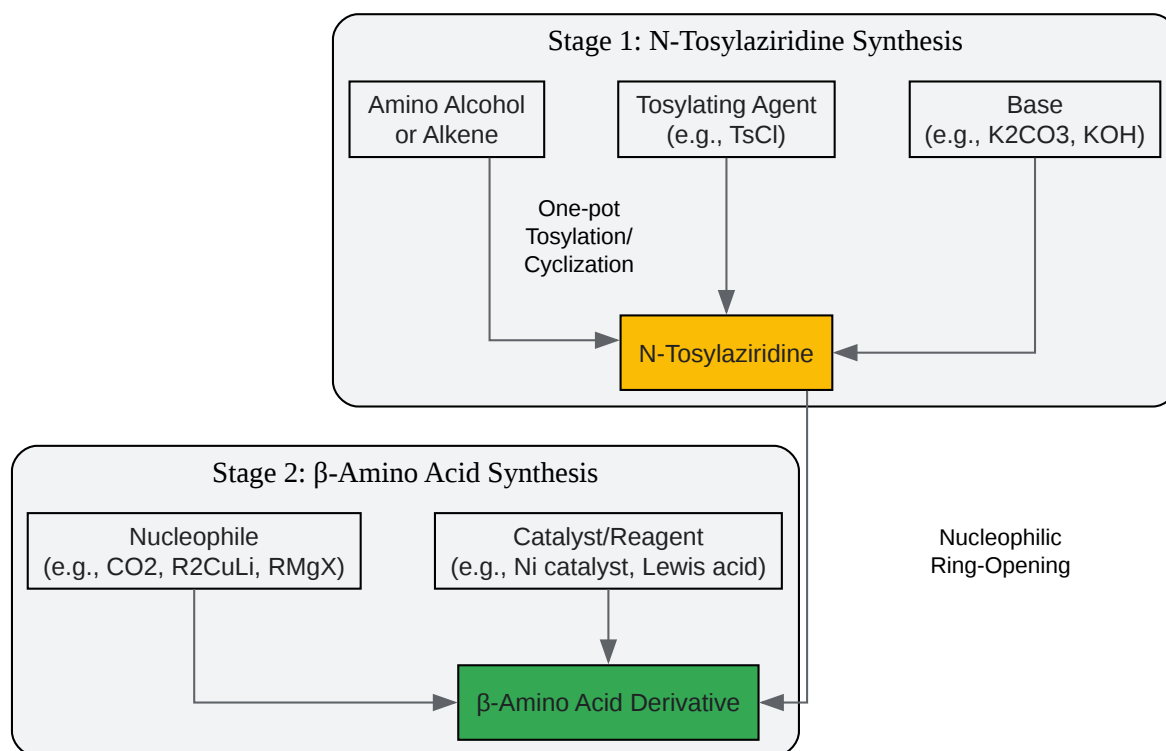 Stage 1: N-Tosylaziridine Synthesis
Amino Alcohol
or Alkene
Tosylating Agent
(e.g., TsCl)
Base
(e.g., K2CO3, KOH)
One-pot
Tosylation/
Cyclization
N-Tosylaziridine
Stage 2: β-Amino Acid Synthesis
Nucleophile
(e.g., CO2, R2CuLi, RMgX)
Catalyst/Reagent
(e.g., Ni catalyst, Lewis acid)
Nucleophilic
Ring-Opening
β-Amino Acid Derivative